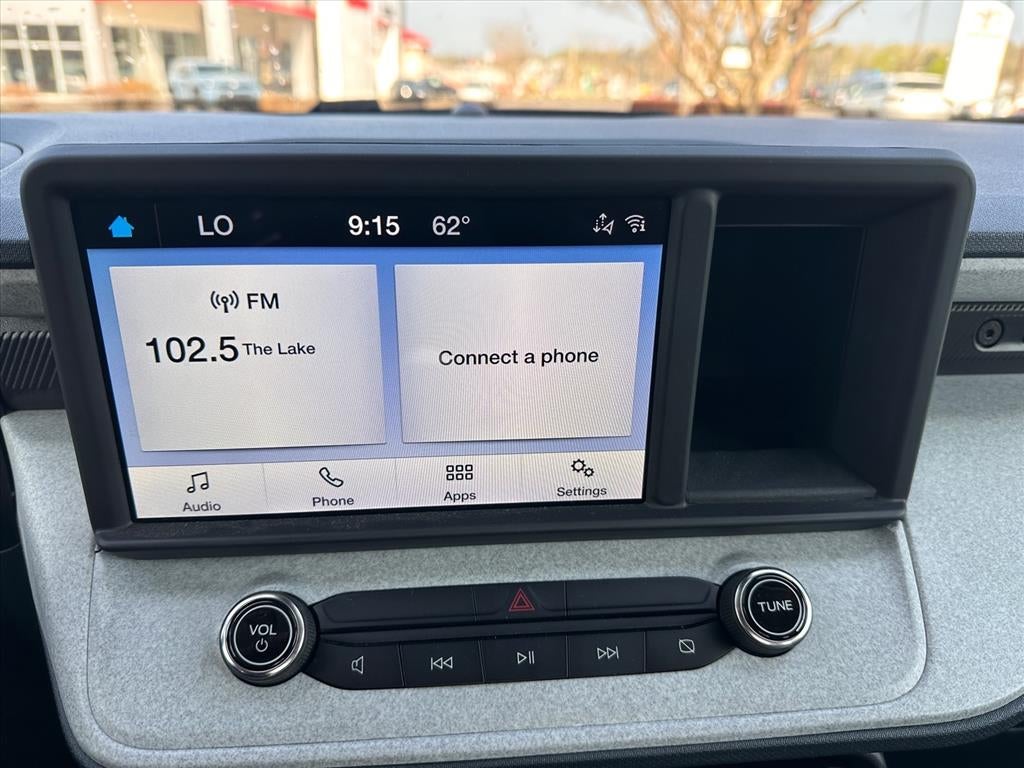 LO 9:15 62°
FM
102.5 The Lake
Connect a phone
Audio Phone Apps Settings
VOL
TUNE